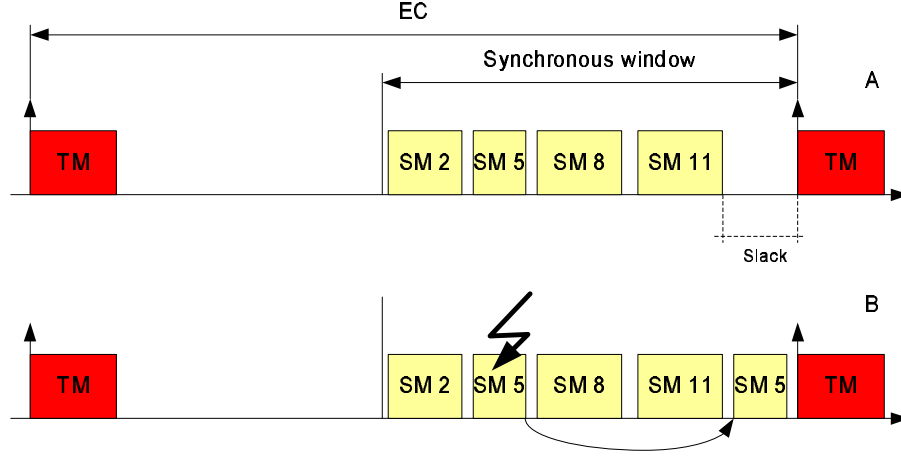 EC
Synchronous window
A
TM SM 2 SM 5 SM 8 SM 11 TM
Slack
B
TM SM 2 SM 5 SM 8 SM 11 SM 5 TM